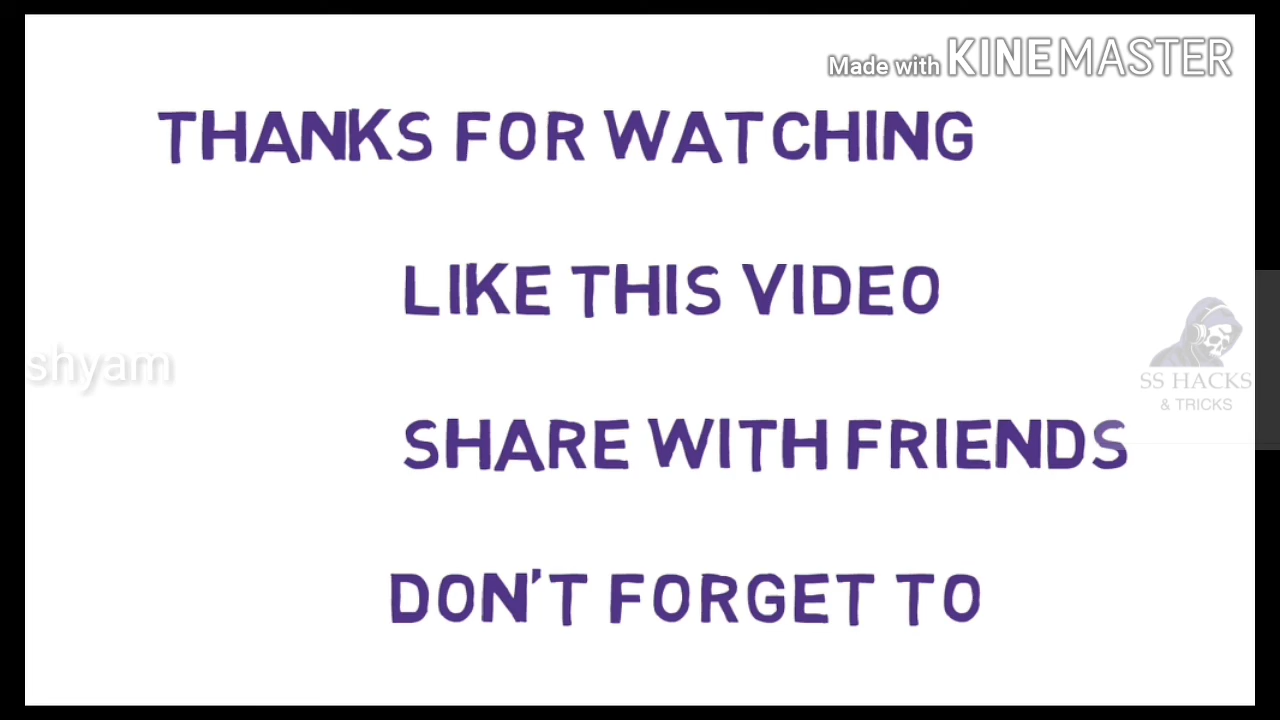 Made with KINEMASTER
THANKS FOR WATCHING
LIKE THIS VIDEO
shyam
SS HACKS
& TRICKS
SHARE WITH FRIENDS
DON'T FORGET TO